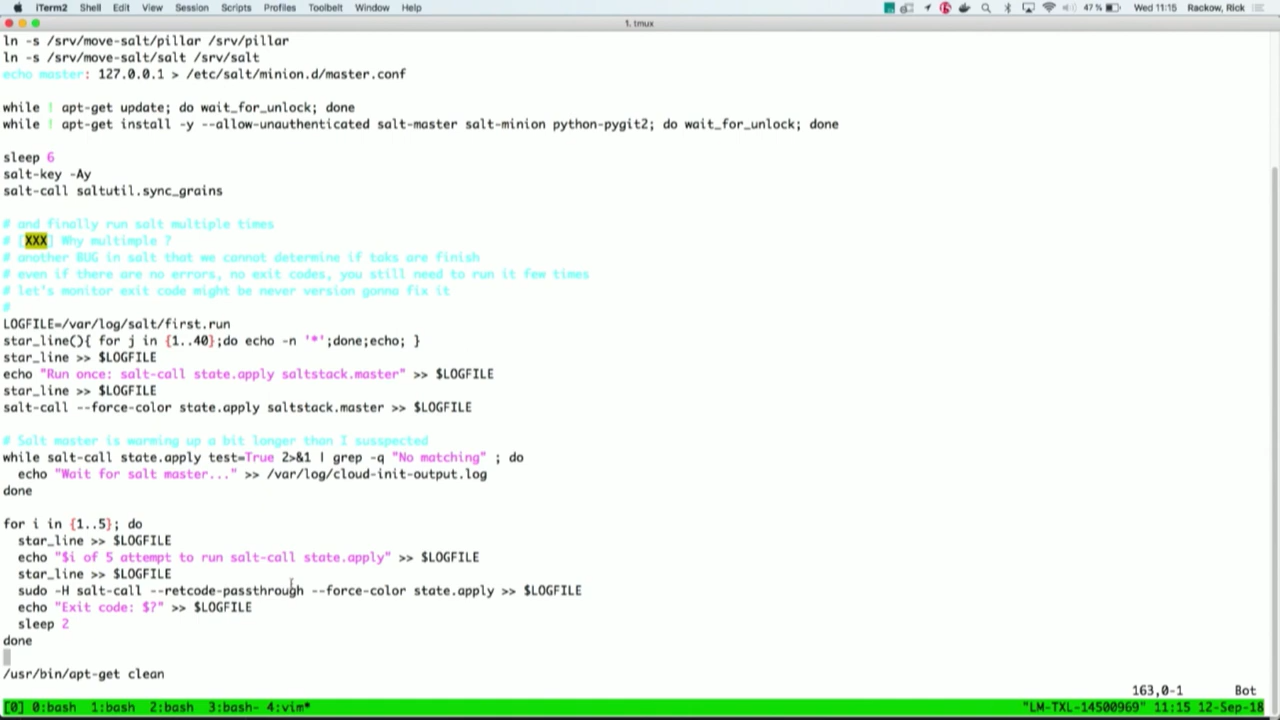 iTerm2 Shell Edit View Session Scripts Profiles Toolbelt Window Help 47% Wed 11:15 Rackow, Rick
1. tmux
ln -s /srv/move-salt/pillar /srv/pillar
ln -s /srv/move-salt/salt /srv/salt
echo master: 127.0.0.1 > /etc/salt/minion.d/master.conf
while ! apt-get update; do wait_for_unlock; done
while ! apt-get install -y --allow-unauthenticated salt-master salt-minion python-pygit2; do wait_for_unlock; done
sleep 6
salt-key -Ay
salt-call saltutil.sync_grains
# and finally run salt multiple times
# [XXX] Why multimple ?
# another BUG in salt that we cannot determine if taks are finish
# even if there are no errors, no exit codes, you still need to run it few times
# let's monitor exit code might be never version gonna fix it
#
LOGFILE=/var/log/salt/first.run
star_line(){ for j in {1..40};do echo -n '*';done;echo; }
star_line >> $LOGFILE
echo "Run once: salt-call state.apply saltstack.master" >> $LOGFILE
star_line >> $LOGFILE
salt-call --force-color state.apply saltstack.master >> $LOGFILE
# Salt master is warming up a bit longer than I susspected
while salt-call state.apply test=True 2>&1 | grep -q "No matching" ; do
echo "Wait for salt master..." >> /var/log/cloud-init-output.log
done
for i in {1..5}; do
star_line >> $LOGFILE
echo "$i of 5 attempt to run salt-call state.apply" >> $LOGFILE
star_line >> $LOGFILE
sudo -H salt-call --retcode-passthrough --force-color state.apply >> $LOGFILE
echo "Exit code: $?" >> $LOGFILE
sleep 2
done
/usr/bin/apt-get clean
163,0-1 Bot
[0] 0:bash 1:bash 2:bash 3:bash- 4:vim* "LM-TXL-14500969" 11:15 12-Sep-18